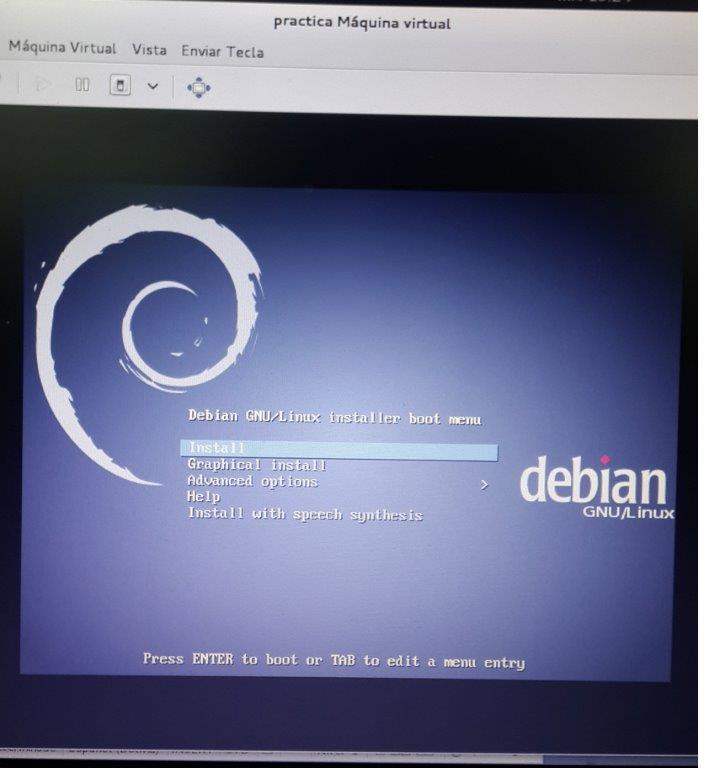 practica Máquina virtual
Máquina Virtual Vista Enviar Tecla
Debian GNU/Linux installer boot menu
Install
Graphical install
Advanced options >
Help
Install with speech synthesis
debian
GNU/Linux
Press ENTER to boot or TAB to edit a menu entry